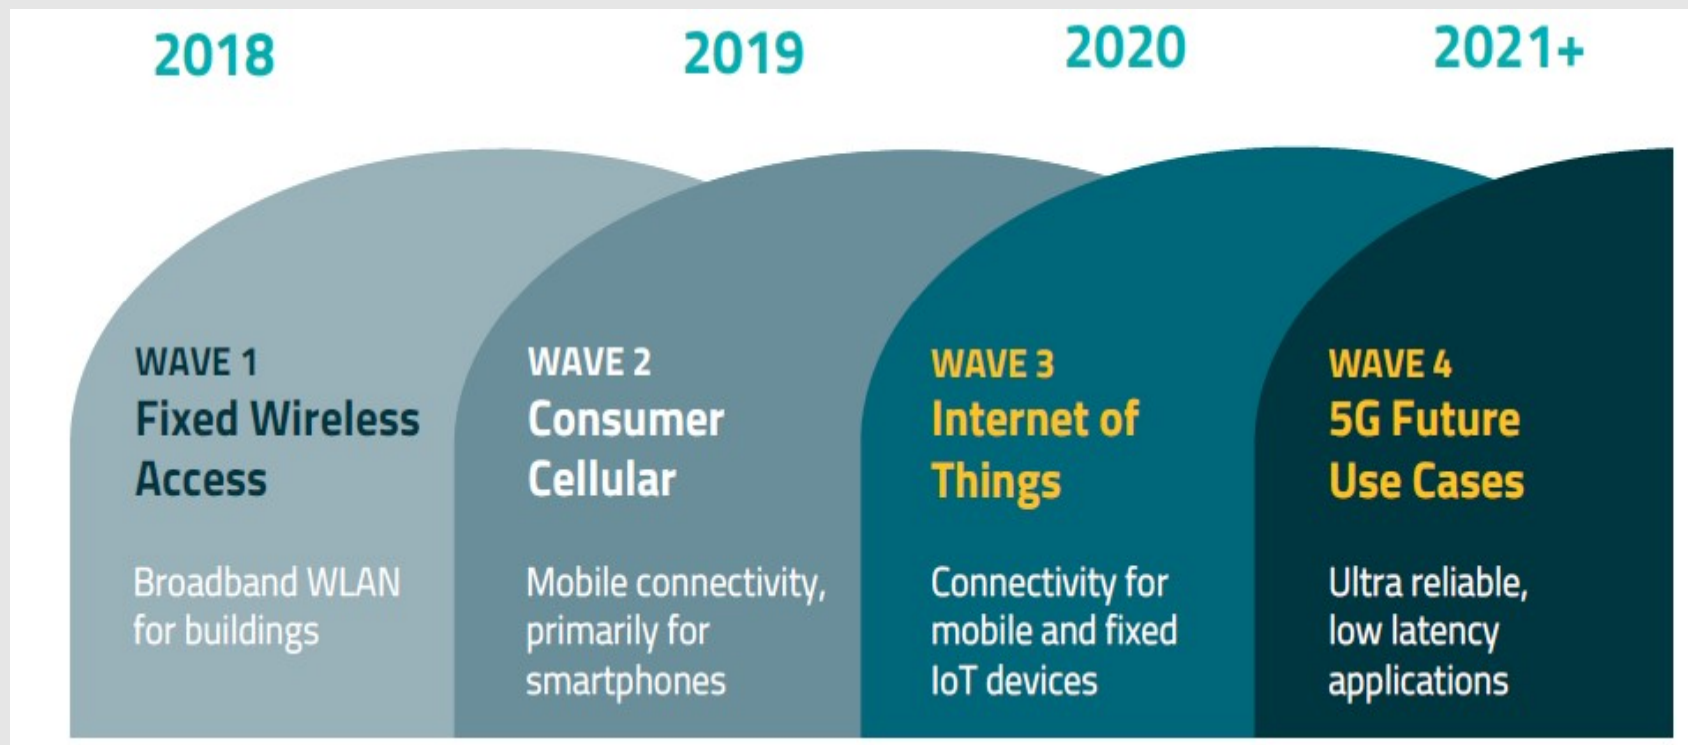 2018
2019
2020
2021+
WAVE 1
Fixed Wireless
Access
Broadband WLAN
for buildings
WAVE 2
Consumer
Cellular
Mobile connectivity,
primarily for
smartphones
WAVE 3
Internet of
Things
Connectivity for
mobile and fixed
IoT devices
WAVE 4
5G Future
Use Cases
Ultra reliable,
low latency
applications